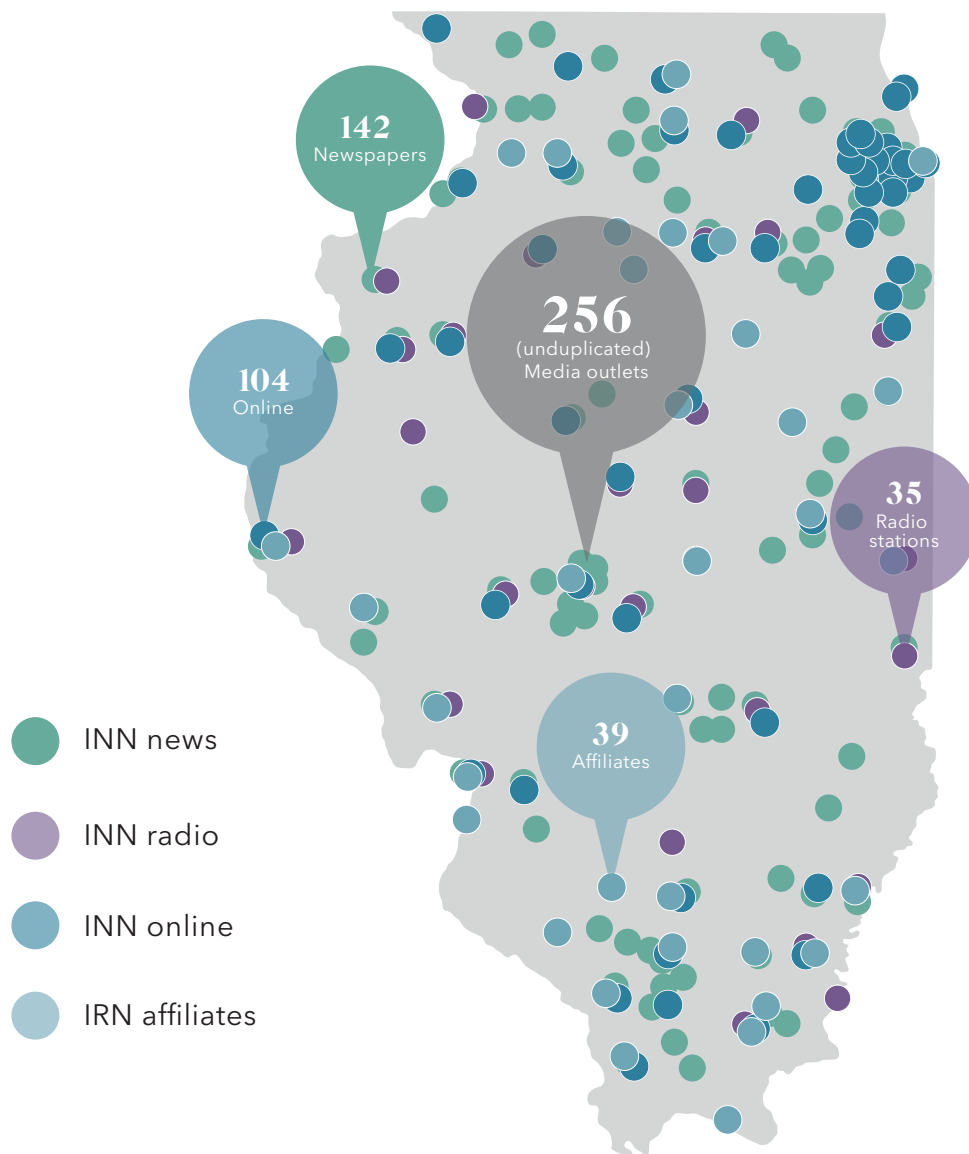 142
Newspapers
256
(unduplicated)
Media outlets
104
Online
35
Radio
stations
39
Affiliates
INN news
INN radio
INN online
IRN affiliates